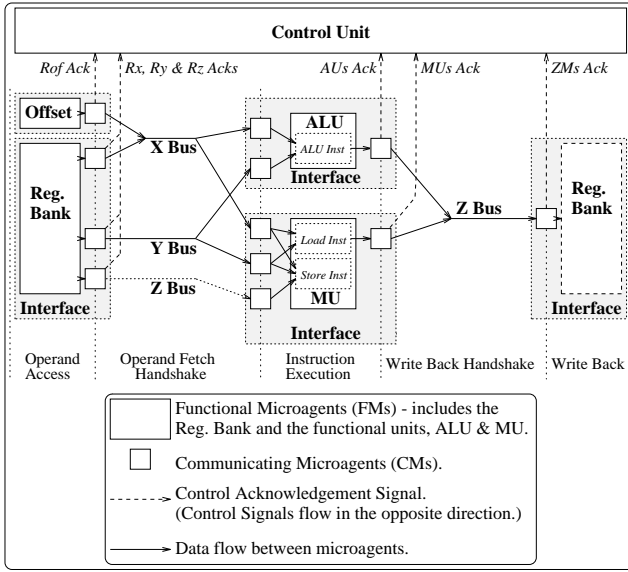 Control Unit
Rof Ack
Rx, Ry & Rz Acks
AUs Ack
MUs Ack
ZMs Ack
Offset
X Bus
ALU
ALU Inst
Interface
Reg.
Bank
Y Bus
Z Bus
Interface
Load Inst
Store Inst
MU
Interface
Z Bus
Reg.
Bank
Interface
Operand
Access
Operand Fetch
Handshake
Instruction
Execution
Write Back Handshake
Write Back
Functional Microagents (FMs) - includes the
Reg. Bank and the functional units, ALU & MU.
Communicating Microagents (CMs).
Control Acknowledgement Signal.
(Control Signals flow in the opposite direction.)
Data flow between microagents.